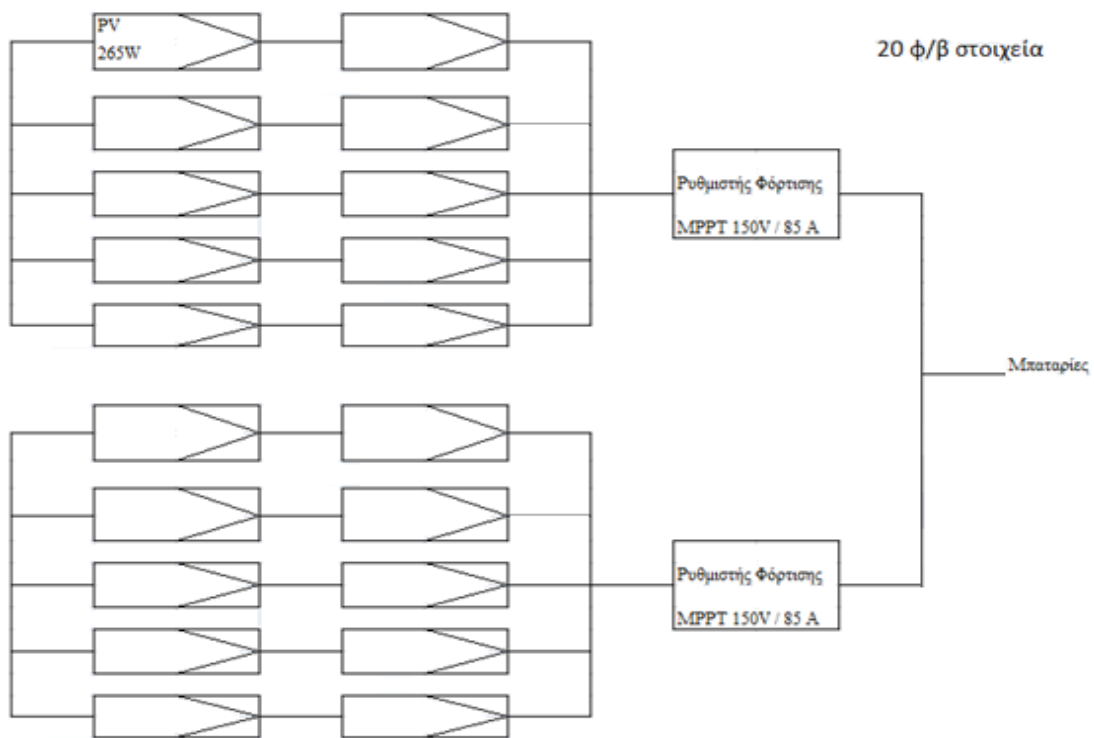 PV
265W
20 φ/β στοιχεία
Ρυθμιστής Φόρτισης
MPPT 150V / 85 A
Μπαταρίες
Ρυθμιστής Φόρτισης
MPPT 150V / 85 A